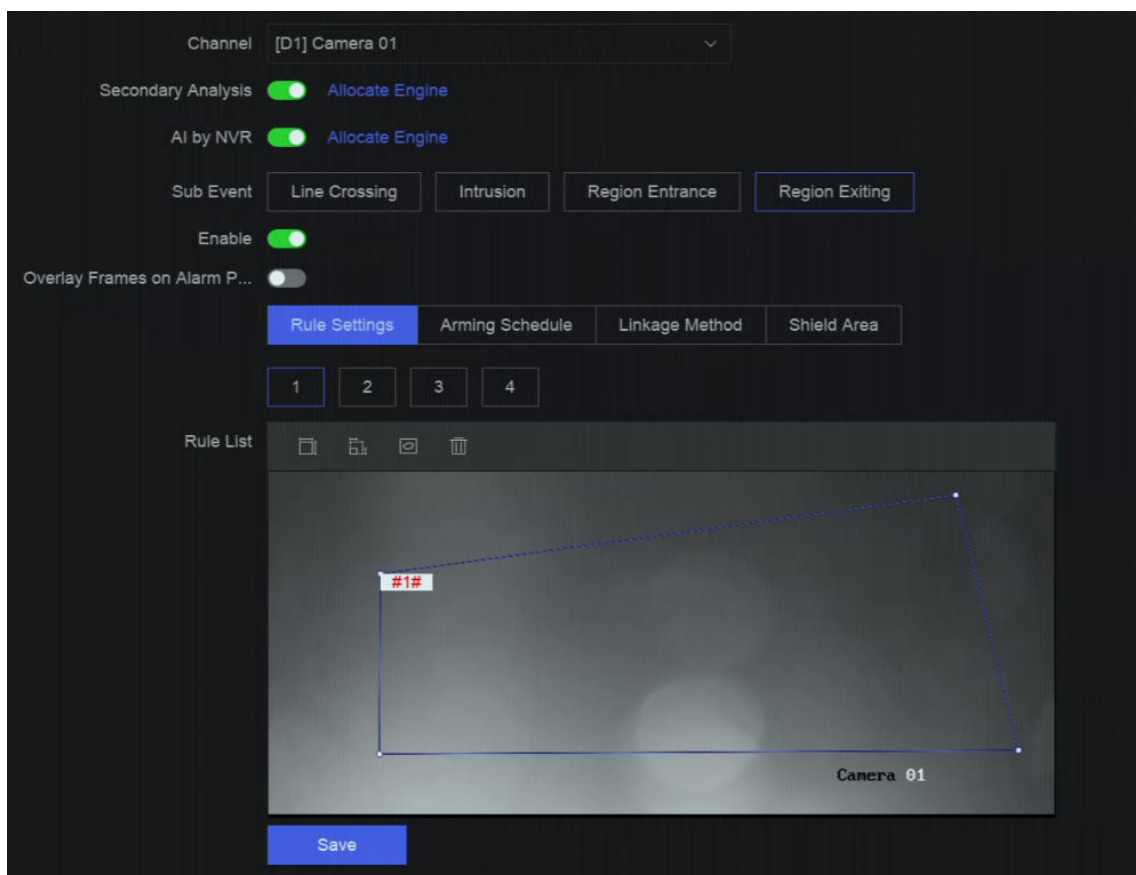 Channel [D1] Camera 01
Secondary Analysis Allocate Engine
AI by NVR Allocate Engine
Sub Event Line Crossing Intrusion Region Entrance Region Exiting
Enable
Overlay Frames on Alarm P...
Rule Settings Arming Schedule Linkage Method Shield Area
1 2 3 4
Rule List
#1#
Camera 01
Save